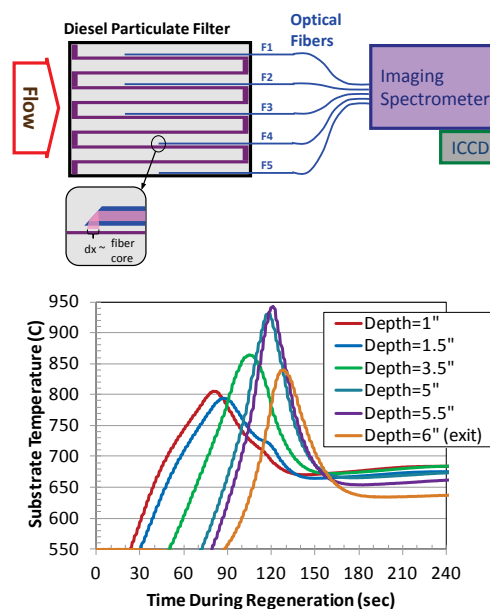 Diesel Particulate Filter
Optical
Fibers
Flow
F1
F2
F3
F4
F5
Imaging
Spectrometer
ICCD
dx ~ fiber
core
Substrate Temperature (C)
950
900
850
800
750
700
650
600
550
Depth=1"
Depth=1.5"
Depth=3.5"
Depth=5"
Depth=5.5"
Depth=6" (exit)
0 30 60 90 120 150 180 210 240
Time During Regeneration (sec)